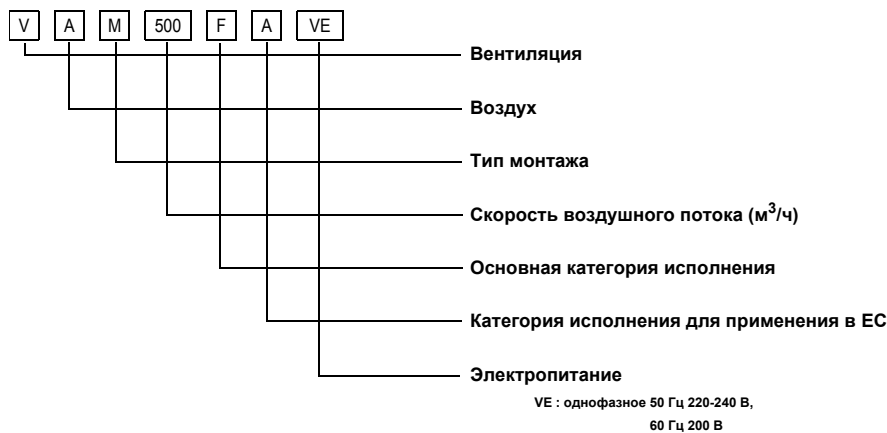 V A M 500 F A VE
Вентиляция
Воздух
Тип монтажа
Скорость воздушного потока (м³/ч)
Основная категория исполнения
Категория исполнения для применения в ЕС
Электропитание
VE : однофазное 50 Гц 220-240 В,
60 Гц 200 В